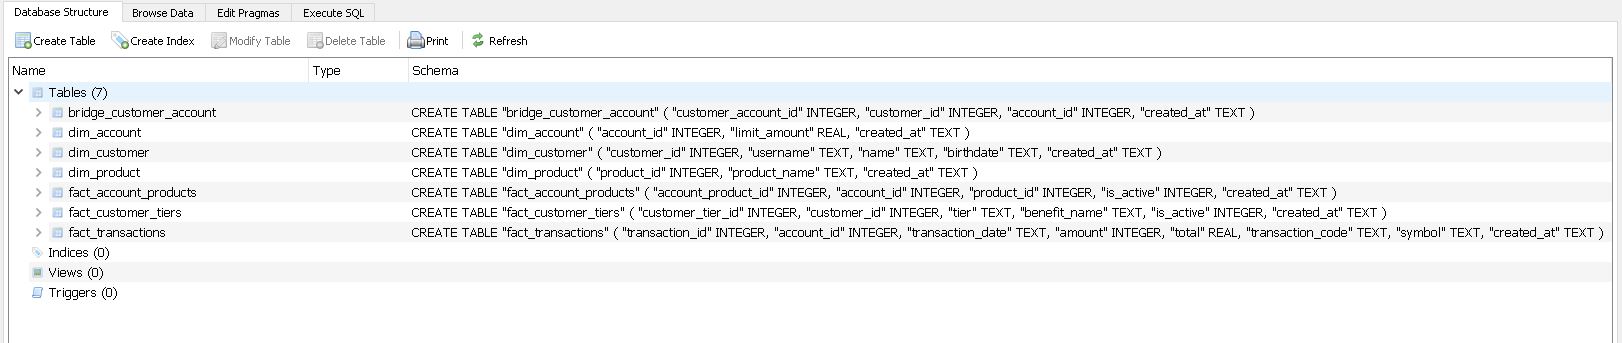 Database Structure Browse Data Edit Pragmas Execute SQL
Create Table Create Index Modify Table Delete Table Print Refresh
Name Type Schema
Tables (7)
bridge_customer_account CREATE TABLE "bridge_customer_account" ( "customer_account_id" INTEGER, "customer_id" INTEGER, "account_id" INTEGER, "created_at" TEXT )
dim_account CREATE TABLE "dim_account" ( "account_id" INTEGER, "limit_amount" REAL, "created_at" TEXT )
dim_customer CREATE TABLE "dim_customer" ( "customer_id" INTEGER, "username" TEXT, "name" TEXT, "birthdate" TEXT, "created_at" TEXT )
dim_product CREATE TABLE "dim_product" ( "product_id" INTEGER, "product_name" TEXT, "created_at" TEXT )
fact_account_products CREATE TABLE "fact_account_products" ( "account_product_id" INTEGER, "account_id" INTEGER, "product_id" INTEGER, "is_active" INTEGER, "created_at" TEXT )
fact_customer_tiers CREATE TABLE "fact_customer_tiers" ( "customer_tier_id" INTEGER, "customer_id" INTEGER, "tier" TEXT, "benefit_name" TEXT, "is_active" INTEGER, "created_at" TEXT )
fact_transactions CREATE TABLE "fact_transactions" ( "transaction_id" INTEGER, "account_id" INTEGER, "transaction_date" TEXT, "amount" INTEGER, "total" REAL, "transaction_code" TEXT, "symbol" TEXT, "created_at" TEXT )
Indices (0)
Views (0)
Triggers (0)